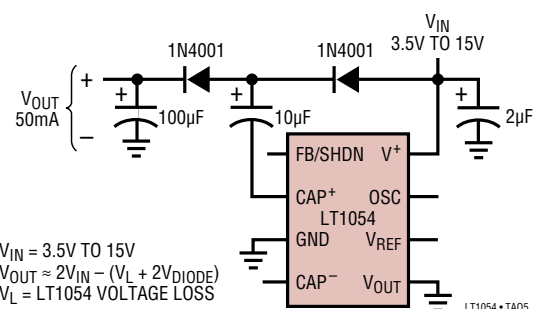 VIN
3.5V TO 15V
1N4001
1N4001
+
VOUT
50mA
–
+
100µF
+
10µF
+
2µF
FB/SHDN V+
CAP+ OSC
LT1054
GND VREF
CAP– VOUT
VIN = 3.5V TO 15V
VOUT ≈ 2VIN – (VL + 2VDIODE)
VL = LT1054 VOLTAGE LOSS
LT1054 • TA05